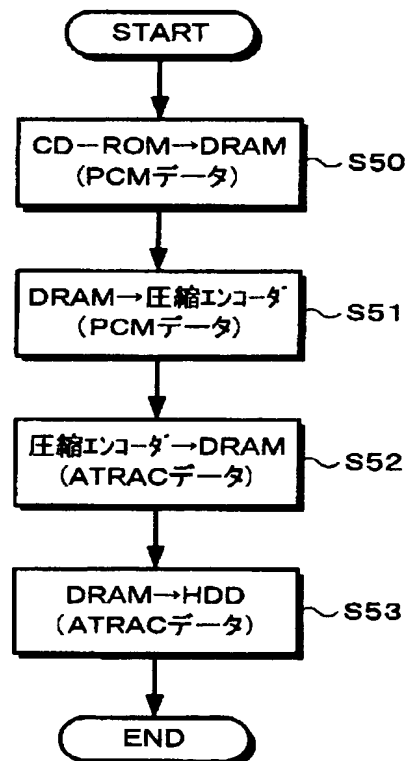 START
CD-ROM→DRAM
(PCMデータ)
S50
DRAM→圧縮エンコーダ
(PCMデータ)
S51
圧縮エンコーダ→DRAM
(ATRACデータ)
S52
DRAM→HDD
(ATRACデータ)
S53
END